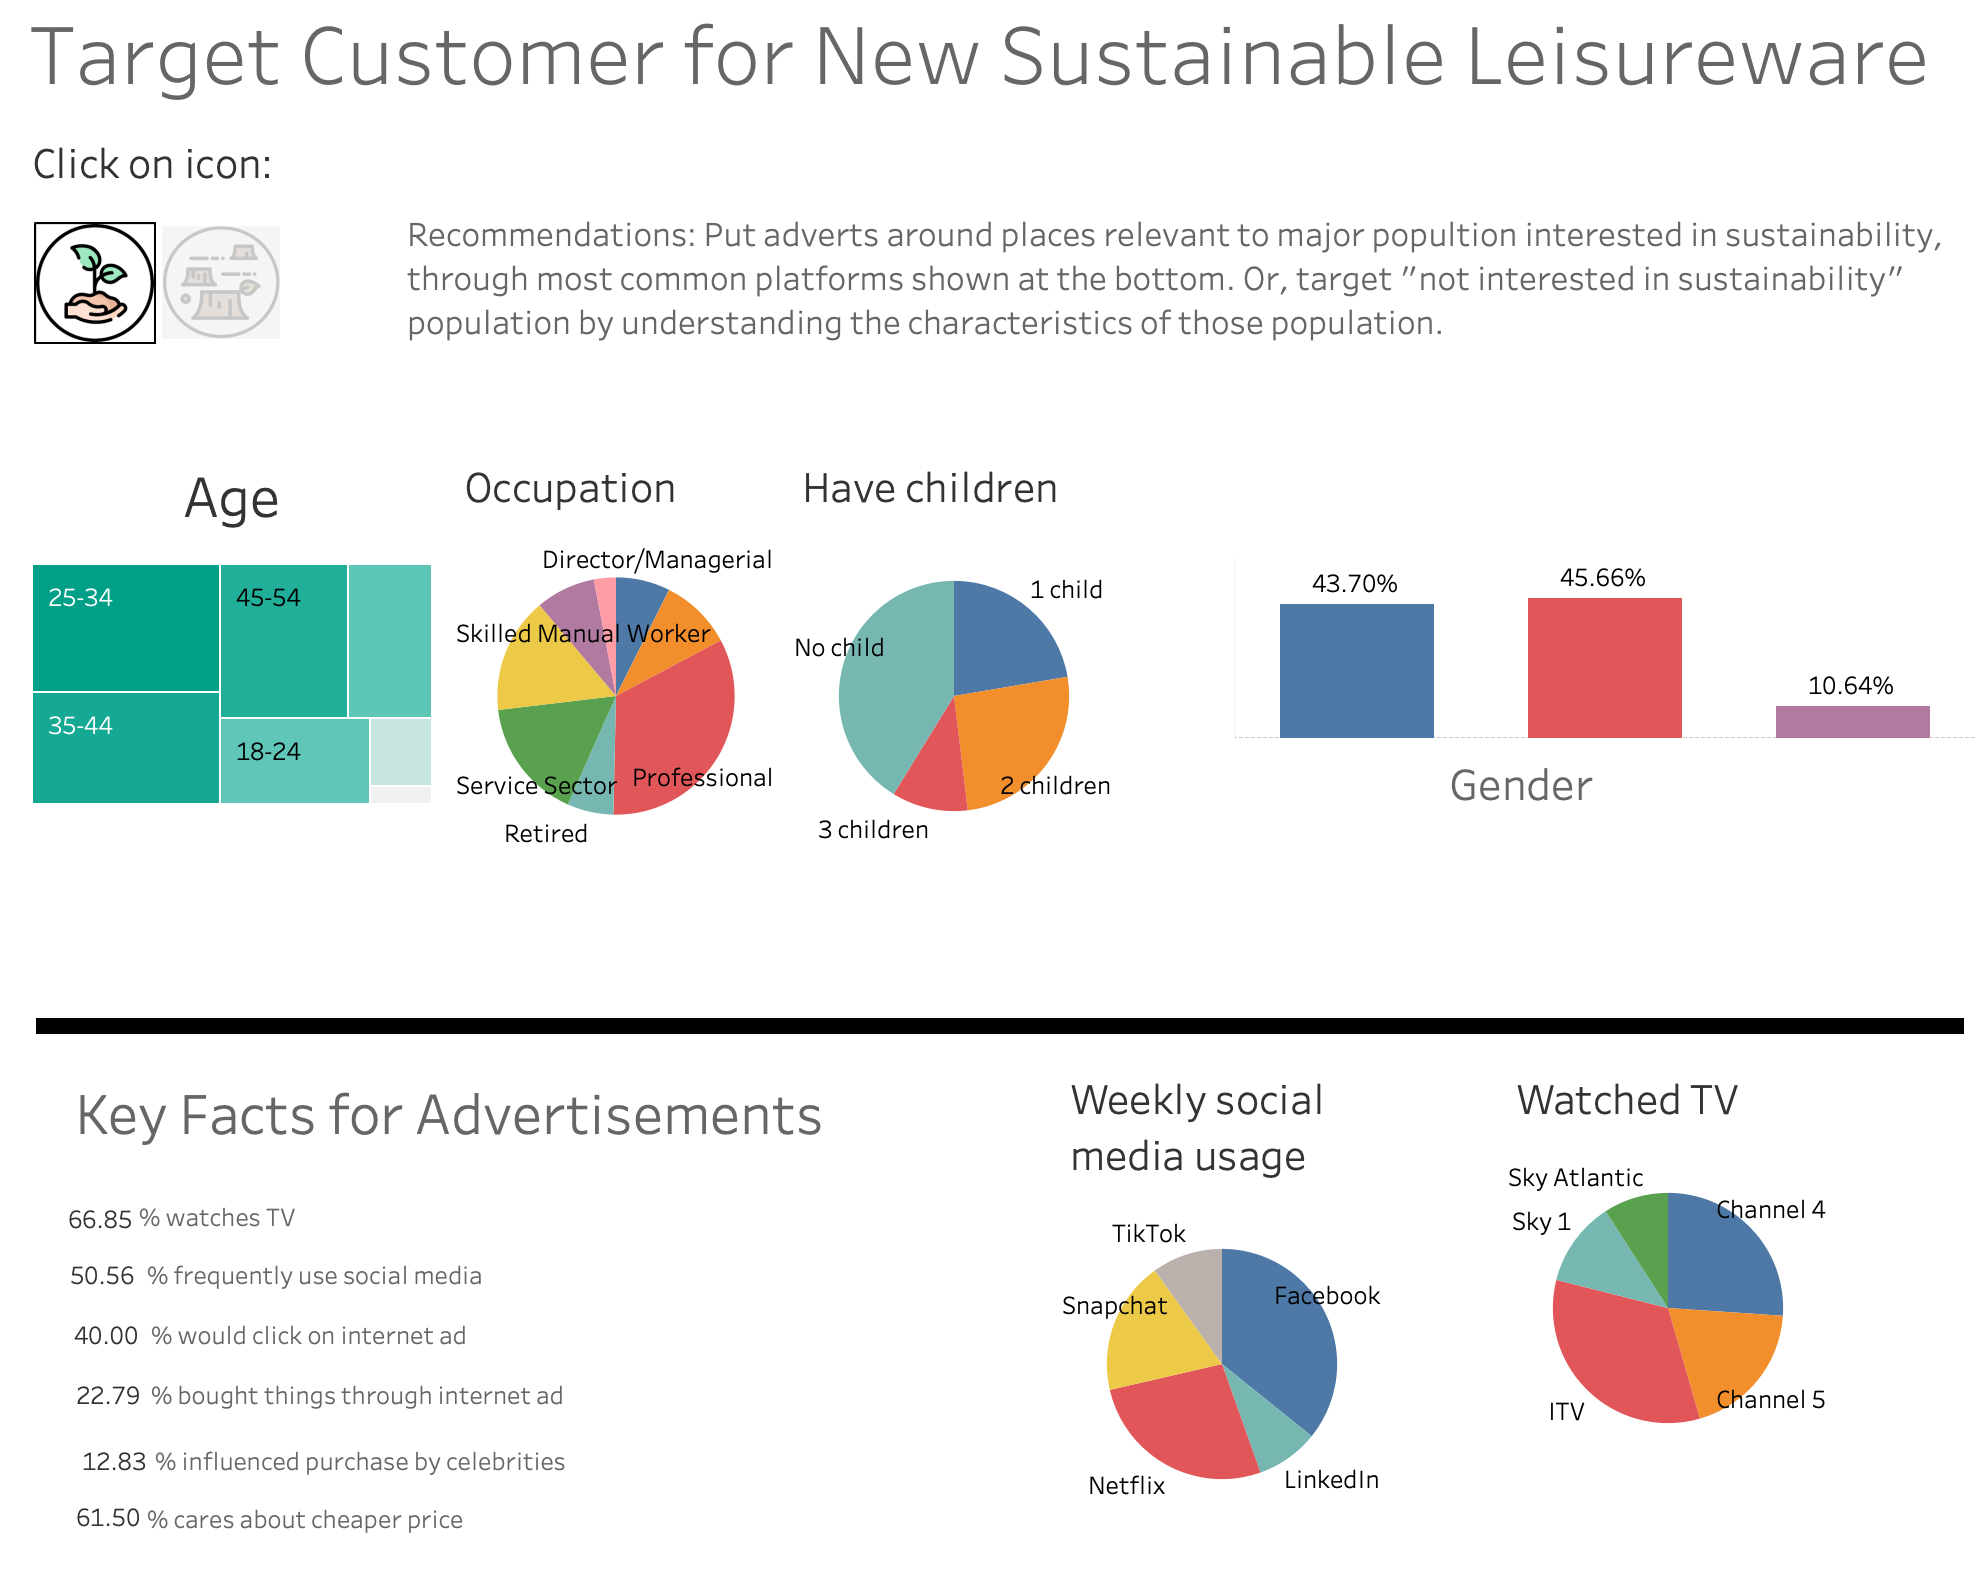 Target Customer for New Sustainable Leisureware
Click on icon:
Recommendations: Put adverts around places relevant to major popultion interested in sustainability,
through most common platforms shown at the bottom. Or, target "not interested in sustainability"
population by understanding the characteristics of those population.
Age
25-34
45-54
35-44
18-24
Occupation
Director/Managerial
Skilled Manual Worker
Service Sector
Professional
Retired
Have children
1 child
No child
2 children
3 children
43.70%
45.66%
10.64%
Gender
Key Facts for Advertisements
66.85 % watches TV
50.56 % frequently use social media
40.00 % would click on internet ad
22.79 % bought things through internet ad
12.83 % influenced purchase by celebrities
61.50 % cares about cheaper price
Weekly social
media usage
TikTok
Facebook
Snapchat
Netflix
LinkedIn
Watched TV
Sky Atlantic
Channel 4
Sky 1
Channel 5
ITV